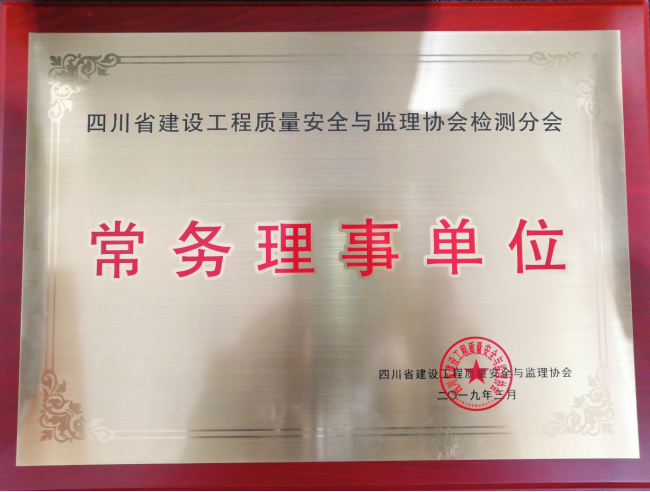 四川省建设工程质量安全与监理协会检测分会
常务理事单位
四川省建设工程质量安全与监理协会
二〇一九年三月